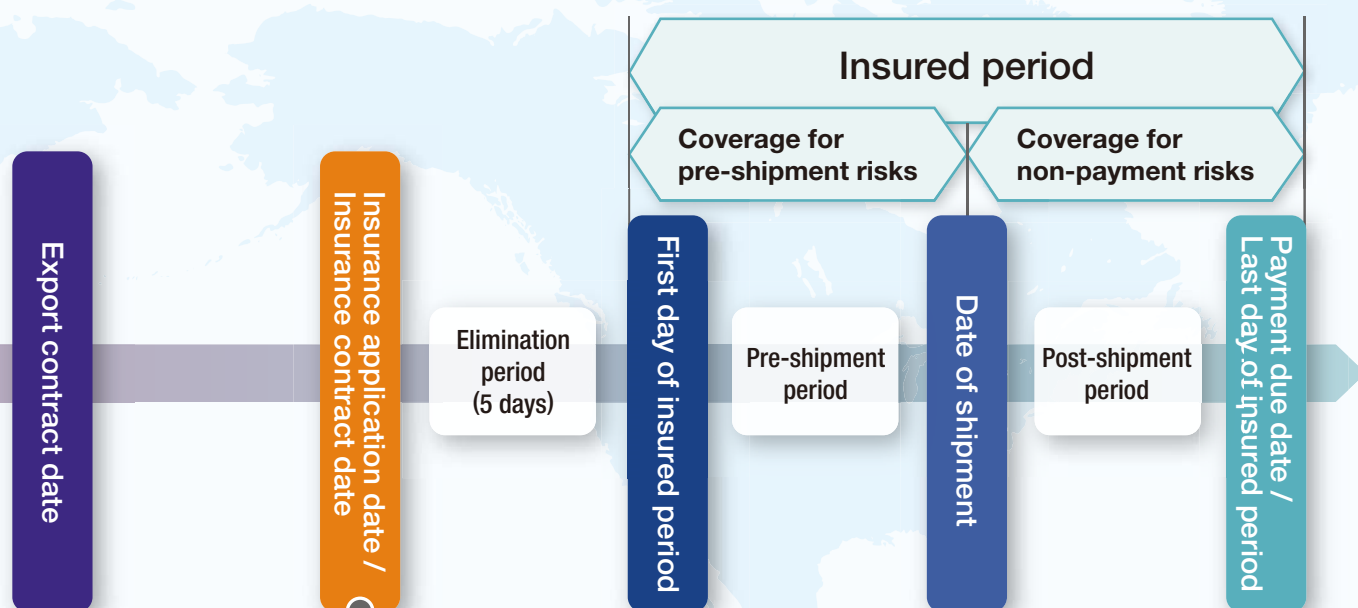 Insured period
Coverage for
pre-shipment risks
Coverage for
non-payment risks
Export contract date
Insurance application date /
Insurance contract date
Elimination
period
(5 days)
First day of insured period
Pre-shipment
period
Date of shipment
Post-shipment
period
Payment due date /
Last day of insured period